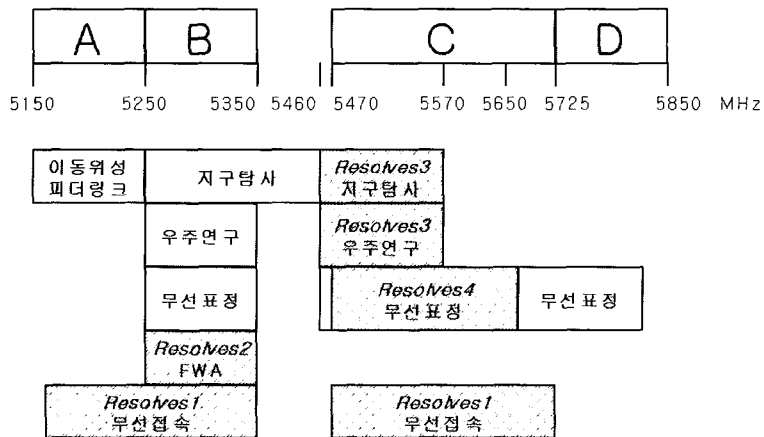 A B C D
5150 5250 5350 5460 5470 5570 5650 5725 5850 MHz
이동위성
피더링크
지구탐사
Resolves3
지구탐사
우주연구
Resolves3
우주연구
무선표정
Resolves4
무선표정
무선표정
Resolves2
FWA
Resolves1
무선접속
Resolves1
무선접속